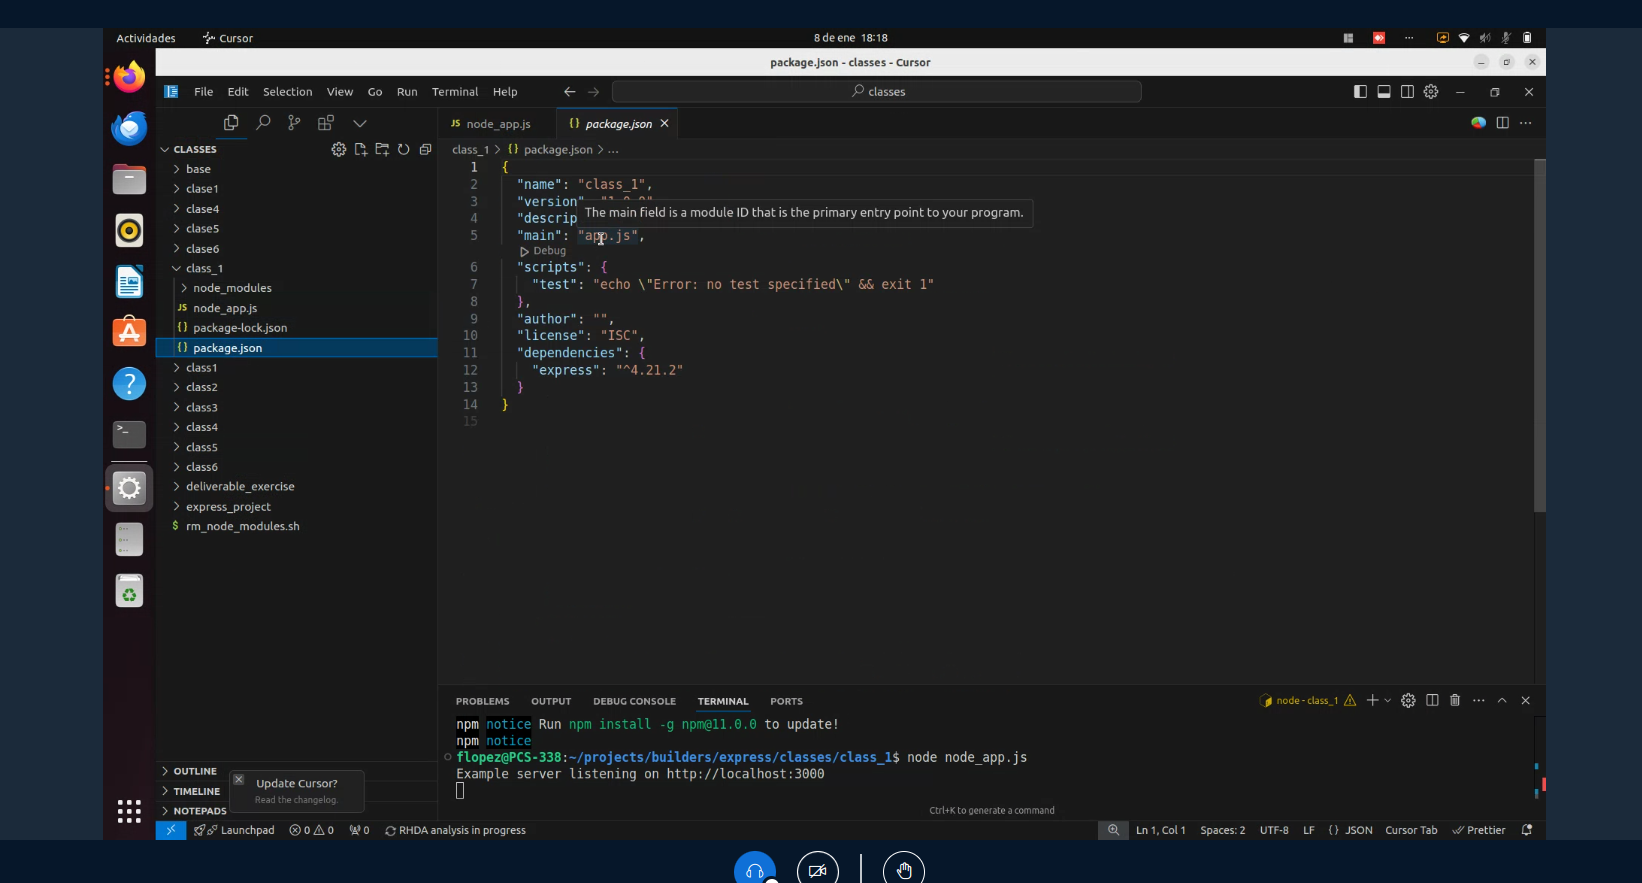 Actividades Cursor 8 de ene 18:18
package.json - classes - Cursor
File Edit Selection View Go Run Terminal Help classes
JS node_app.js {} package.json
CLASSES
class_1 > {} package.json > ...
base
clase1
clase4
clase5
clase6
class_1
node_modules
JS node_app.js
{} package-lock.json
{} package.json
class1
class2
class3
class4
class5
class6
deliverable_exercise
express_project
$ rm_node_modules.sh
1 {
2 "name": "class_1",
3 "version": "1.0.0",
4 "descrip
The main field is a module ID that is the primary entry point to your program.
5 "main": "app.js",
Debug
6 "scripts": {
7 "test": "echo \"Error: no test specified\" && exit 1"
8 },
9 "author": "",
10 "license": "ISC",
11 "dependencies": {
12 "express": "^4.21.2"
13 }
14 }
15
PROBLEMS OUTPUT DEBUG CONSOLE TERMINAL PORTS
node - class_1
npm notice Run npm install -g npm@11.0.0 to update!
npm notice
flopez@PCS-338:~/projects/builders/express/classes/class_1$ node node_app.js
Example server listening on http://localhost:3000
Ctrl+K to generate a command
OUTLINE
TIMELINE
NOTEPADS
Update Cursor?
Read the changelog.
Launchpad 0 0 0 RHDA analysis in progress
Ln 1, Col 1 Spaces: 2 UTF-8 LF {} JSON Cursor Tab Prettier